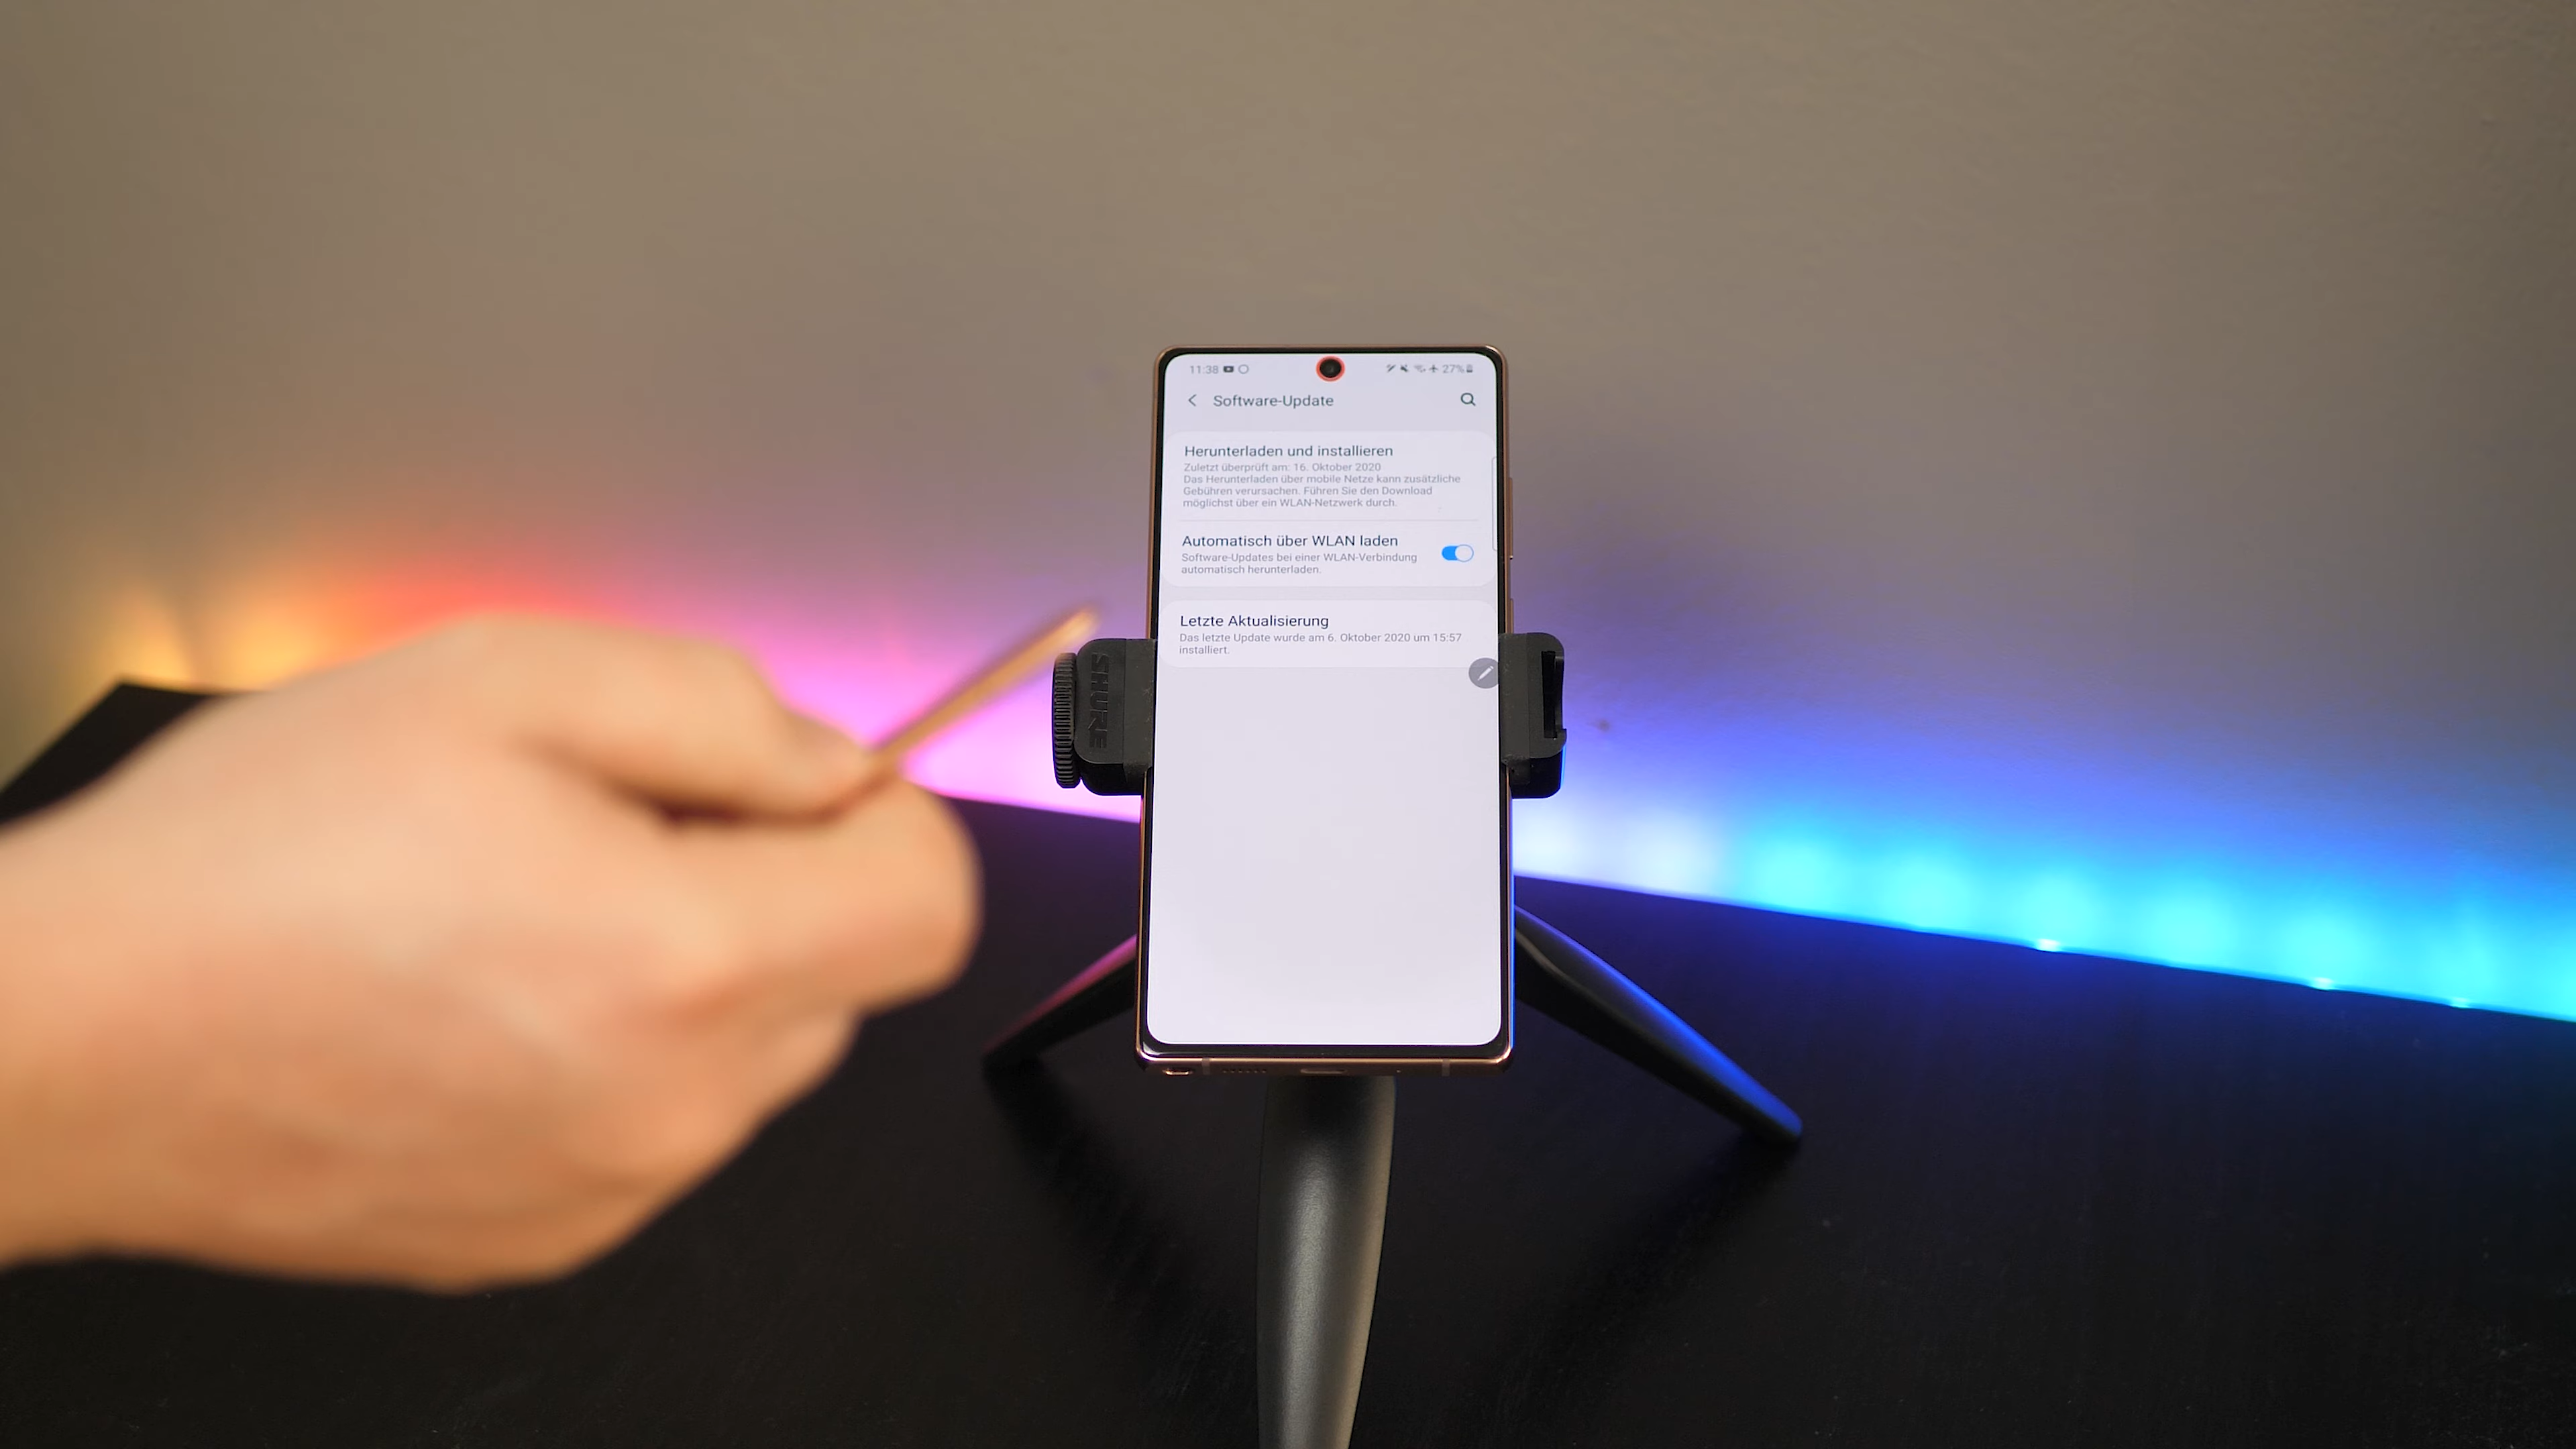 11:38
27%
Software-Update
Herunterladen und installieren
Zuletzt überprüft am: 16. Oktober 2020
Das Herunterladen über mobile Netze kann zusätzliche
Gebühren verursachen. Führen Sie den Download
möglichst über ein WLAN-Netzwerk durch.
Automatisch über WLAN laden
Software-Updates bei einer WLAN-Verbindung
automatisch herunterladen.
Letzte Aktualisierung
Das letzte Update wurde am 6. Oktober 2020 um 15:57
installiert.
SHURE